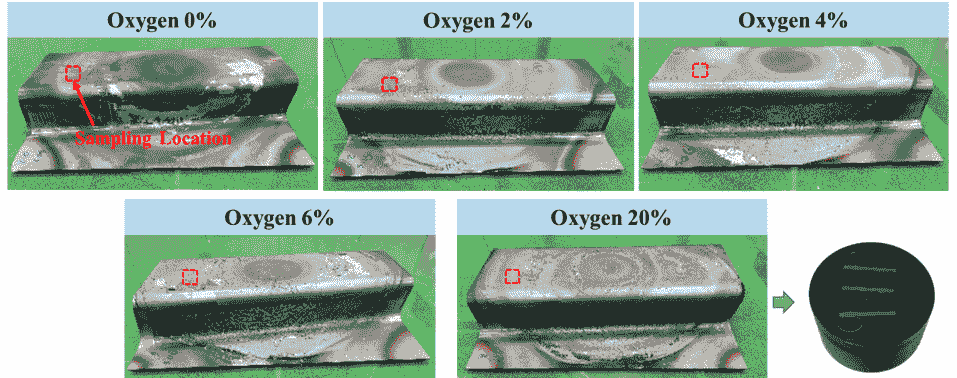 Oxygen 0%
Oxygen 2%
Oxygen 4%
Sampling Location
Oxygen 6%
Oxygen 20%